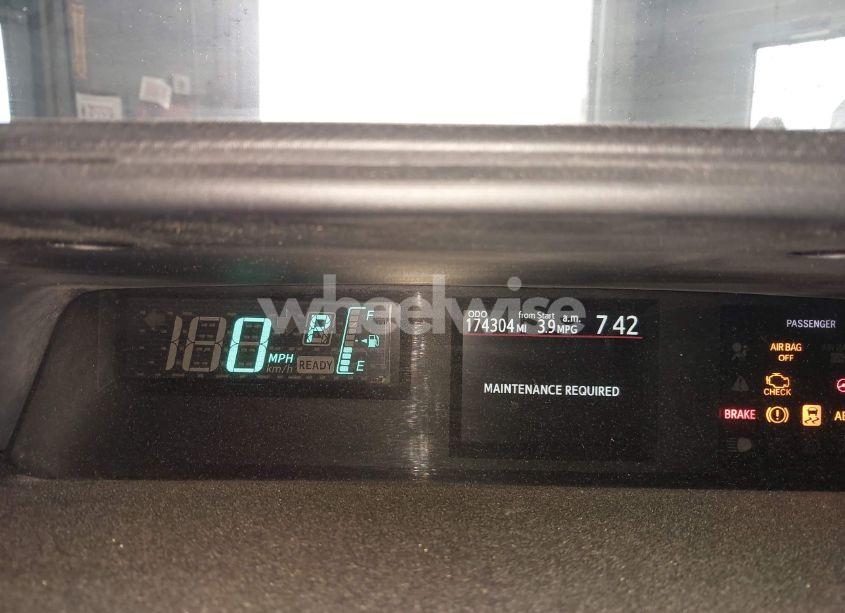 wheelwise
188 0 MPH
km/h
P
READY
F
E
ODO from Start a.m.
174304 MI 3.9 MPG 7 42
MAINTENANCE REQUIRED
PASSENGER
AIR BAG
OFF
CHECK
BRAKE